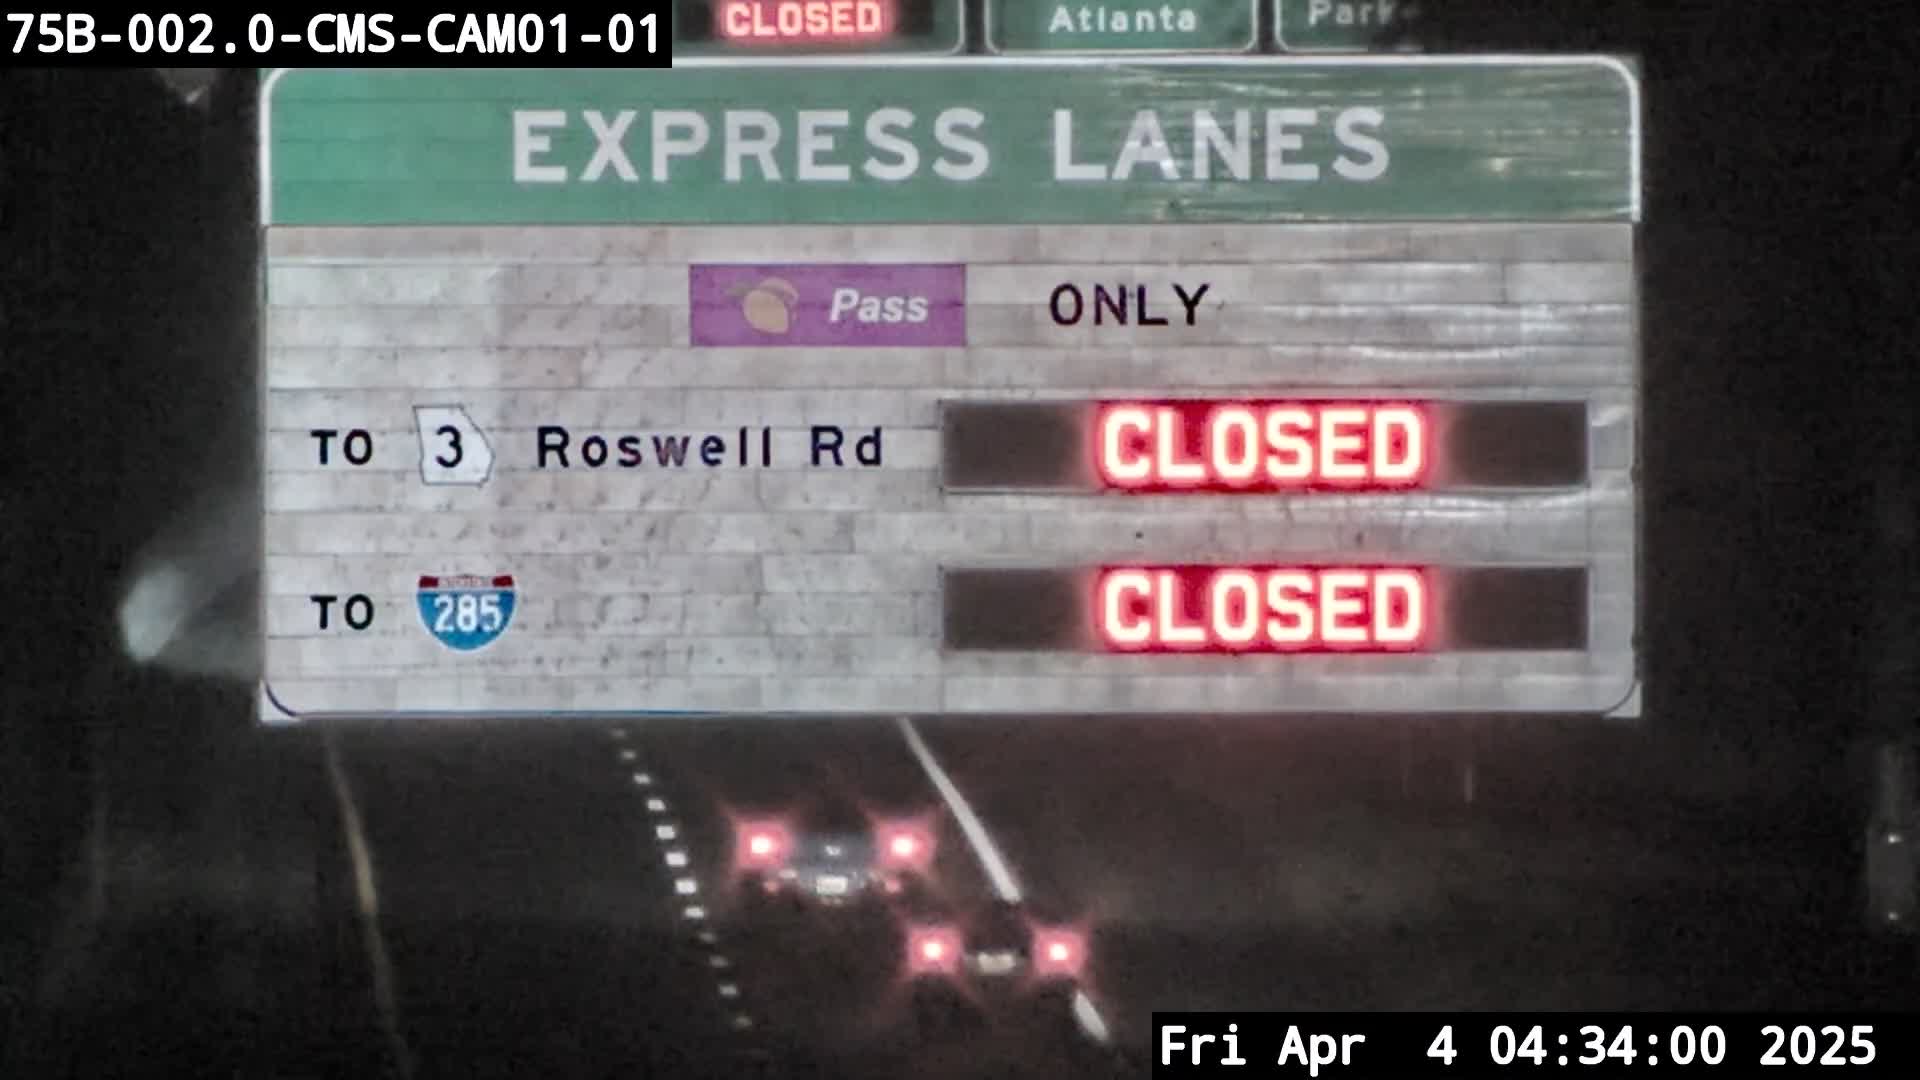 75B-002.0-CMS-CAM01-01
CLOSED
Atlanta
Park
EXPRESS LANES
Pass ONLY
TO 3 Roswell Rd CLOSED
TO 285 CLOSED
Fri Apr 4 04:34:00 2025